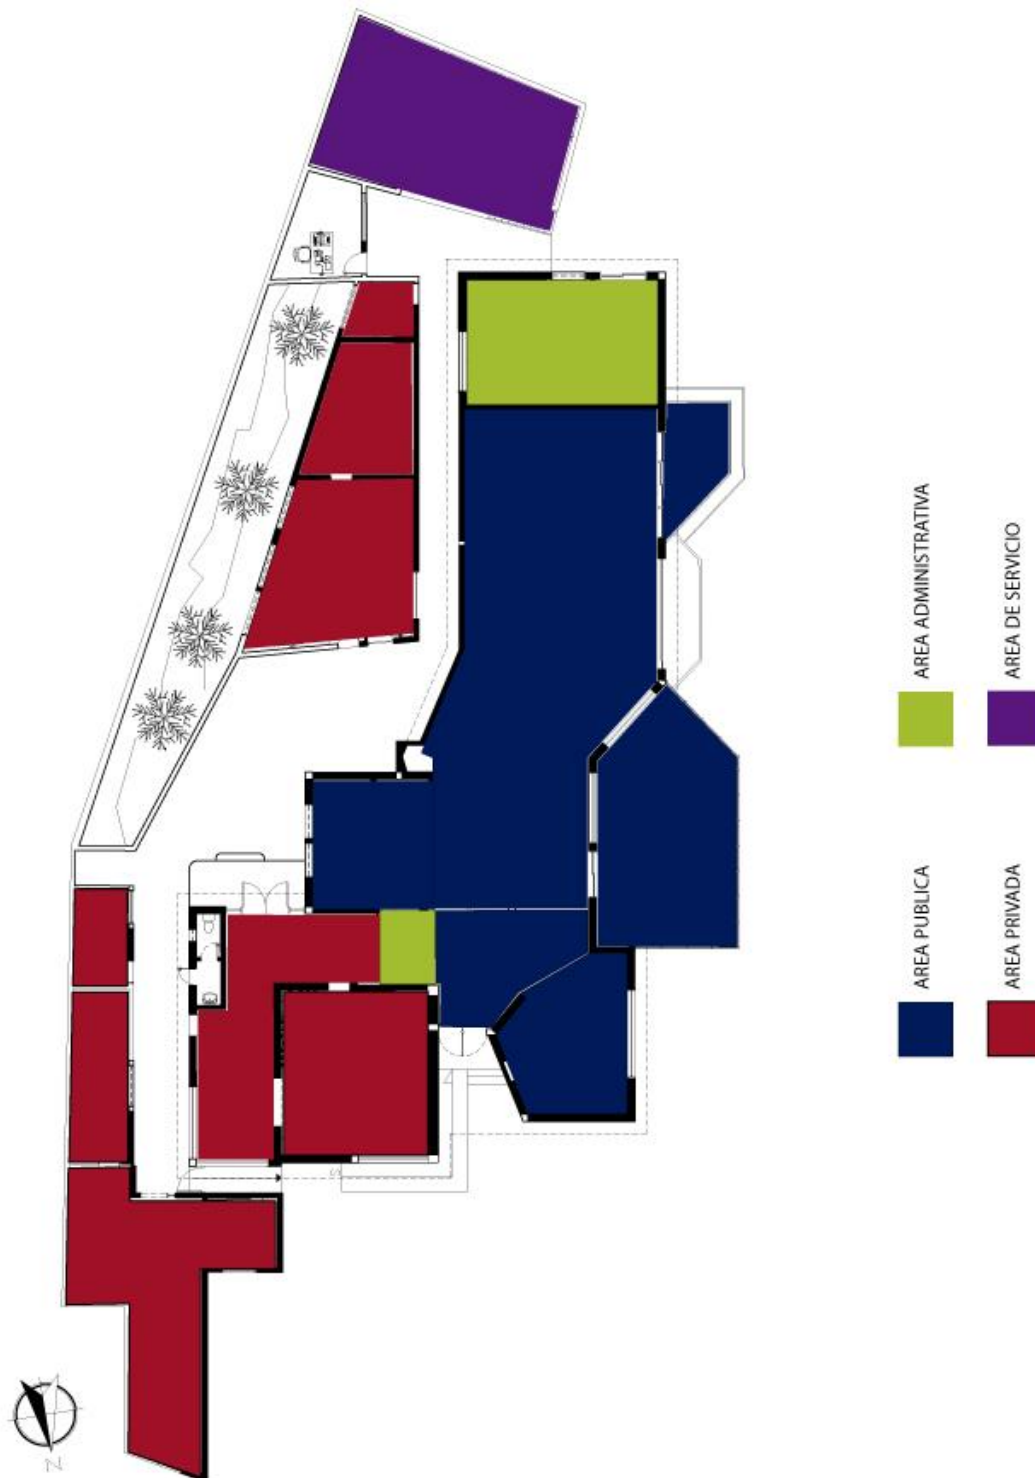 AREA PUBLICA
AREA ADMINISTRATIVA
AREA PRIVADA
AREA DE SERVICIO
N
S